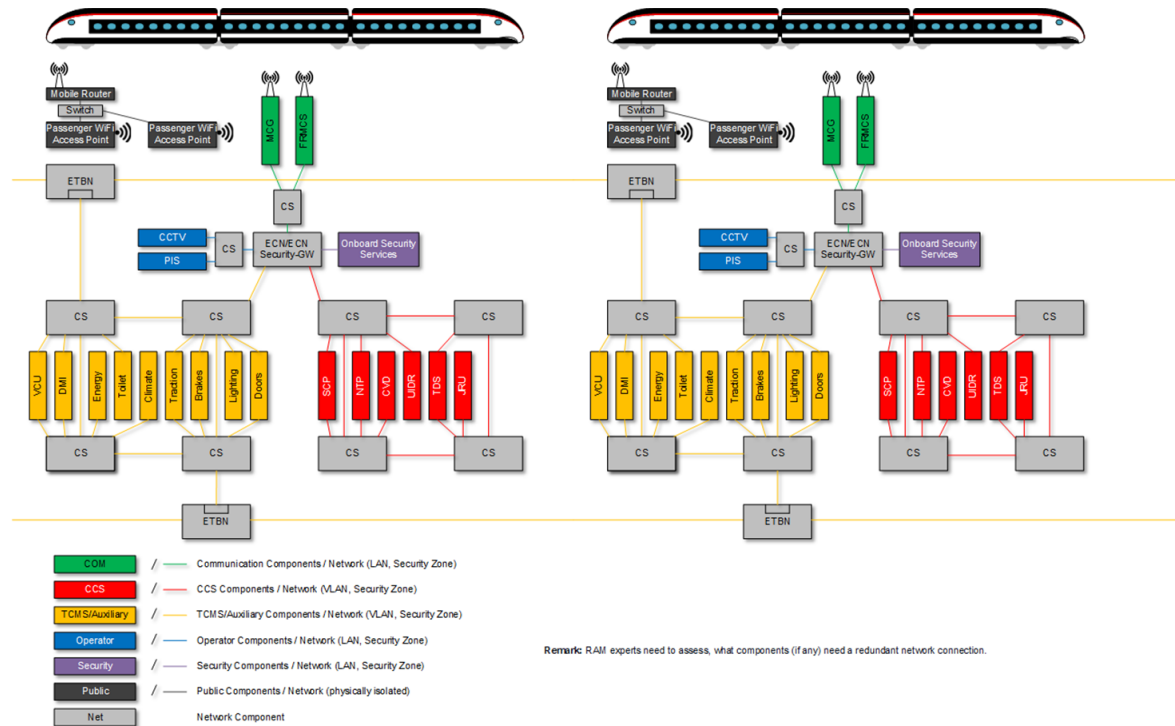 Mobile Router
Switch
Passenger WiFi
Access Point
Passenger WiFi
Access Point
MCG
FRMCS
ETBN
CS
CCTV
PIS
CS
ECN/ECN
Security-GW
Onboard Security
Services
CS
CS
CS
CS
VCU
DMI
Energy
Toilet
Climate
Traction
Brakes
Lighting
Doors
SCP
NTP
CVD
UIDR
TDS
JRU
CS
CS
CS
CS
ETBN
Mobile Router
Switch
Passenger WiFi
Access Point
Passenger WiFi
Access Point
MCG
FRMCS
ETBN
CS
CCTV
PIS
CS
ECN/ECN
Security-GW
Onboard Security
Services
CS
CS
CS
CS
VCU
DMI
Energy
Toilet
Climate
Traction
Brakes
Lighting
Doors
SCP
NTP
CVD
UIDR
TDS
JRU
CS
CS
CS
CS
ETBN
COM / Communication Components / Network (LAN, Security Zone)
CCS / CCS Components / Network (VLAN, Security Zone)
TCMS/Auxiliary / TCMS/Auxiliary Components / Network (VLAN, Security Zone)
Operator / Operator Components / Network (LAN, Security Zone)
Security / Security Components / Network (LAN, Security Zone)
Public / Public Components / Network (physically isolated)
Net Network Component
Remark: RAM experts need to assess, what components (if any) need a redundant network connection.